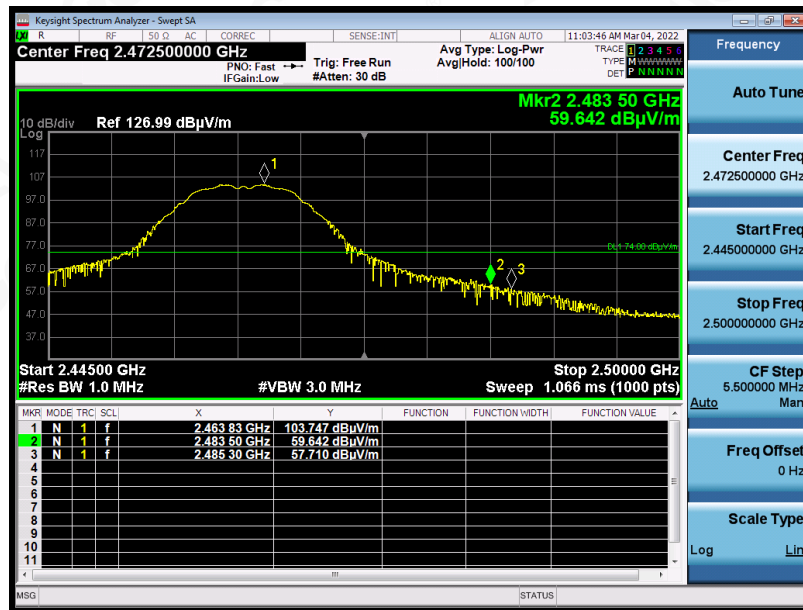 Keysight Spectrum Analyzer - Swept SA
LXI R RF 50 Ω AC CORREC SENSE:INT ALIGN AUTO 11:03:46 AM Mar 04, 2022
Center Freq 2.472500000 GHz
PNO: Fast
IFGain:Low
Trig: Free Run
#Atten: 30 dB
Avg Type: Log-Pwr
Avg|Hold: 100/100
TRACE 1 2 3 4 5 6
TYPE M W W W W W
DET P N N N N N
Mkr2 2.483 50 GHz
59.642 dBµV/m
10 dB/div Ref 126.99 dBµV/m
Log
117
107
97.0
87.0
77.0
67.0
57.0
47.0
37.0
1
DL1 74.00 dBµV/m
2
3
Start 2.44500 GHz Stop 2.50000 GHz
#Res BW 1.0 MHz #VBW 3.0 MHz Sweep 1.066 ms (1000 pts)
MKR MODE TRC SCL X Y FUNCTION FUNCTION WIDTH FUNCTION VALUE
1 N 1 f 2.463 83 GHz 103.747 dBµV/m
2 N 1 f 2.483 50 GHz 59.642 dBµV/m
3 N 1 f 2.485 30 GHz 57.710 dBµV/m
4
5
6
7
8
9
10
11
MSG STATUS
Frequency
Auto Tune
Center Freq
2.472500000 GHz
Start Freq
2.445000000 GHz
Stop Freq
2.500000000 GHz
CF Step
5.500000 MHz
Auto Man
Freq Offset
0 Hz
Scale Type
Log Lin